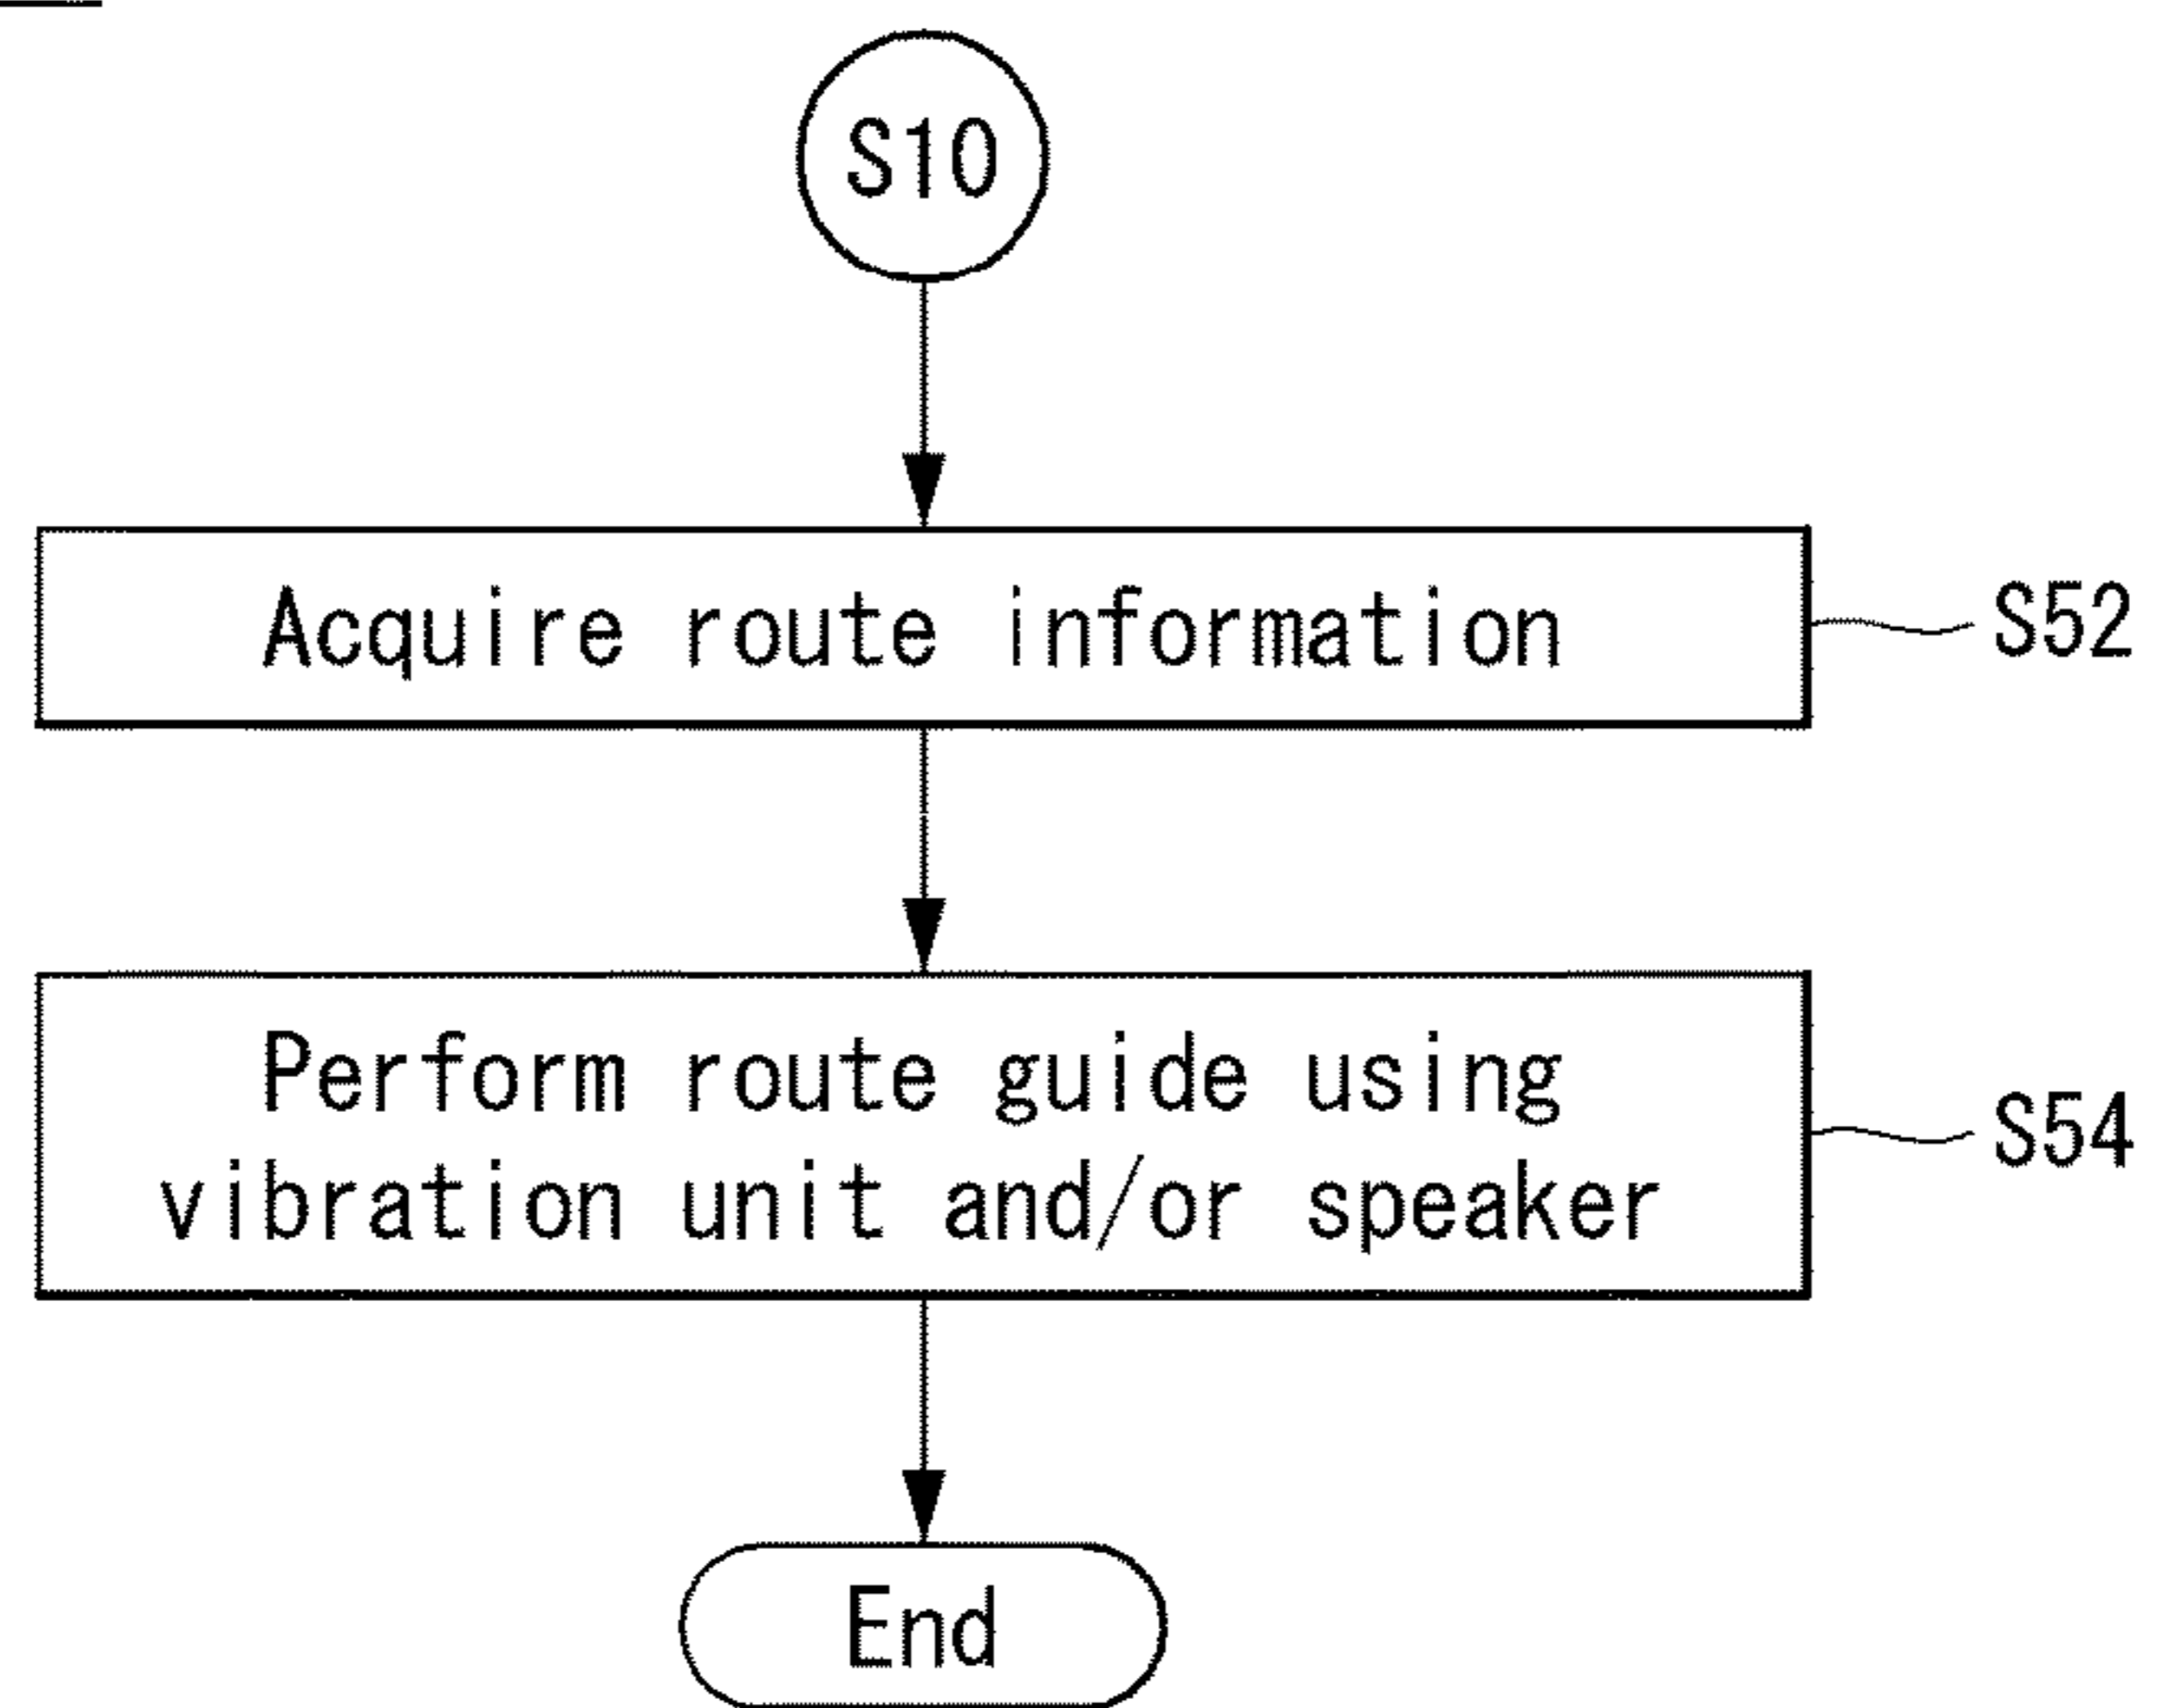 S10
Acquire route information
S52
Perform route guide using
vibration unit and/or speaker
S54
End